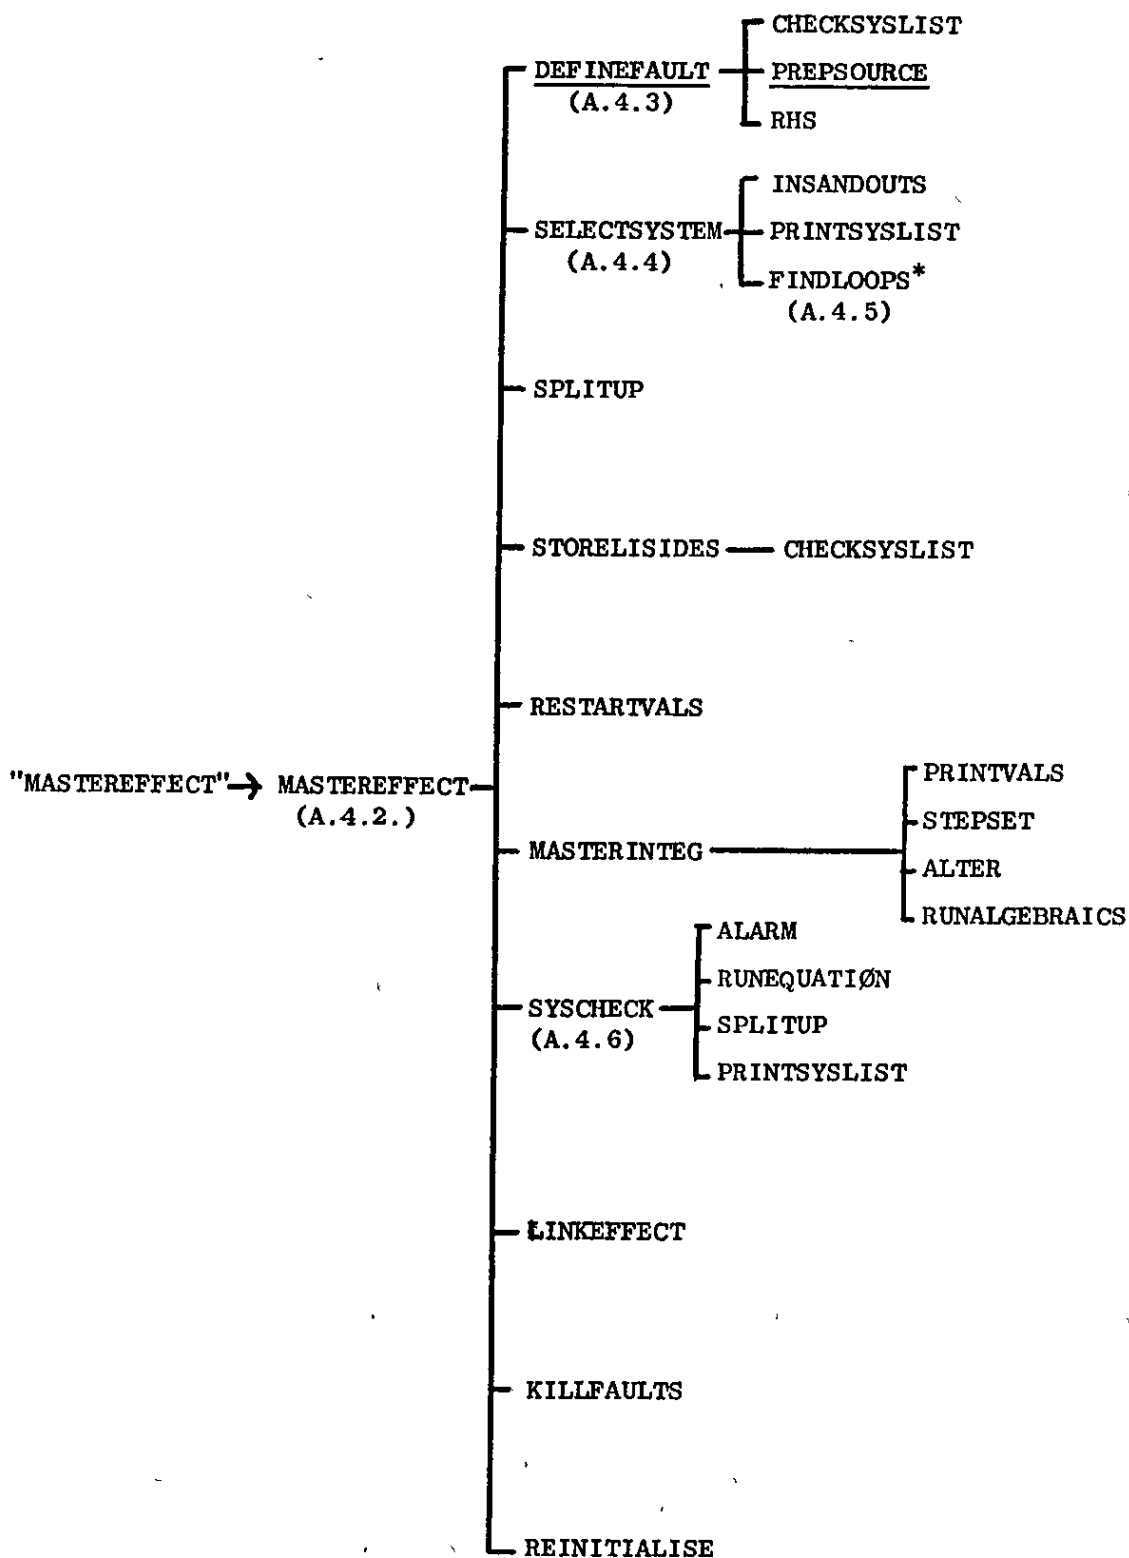 CHECKSYSLIST
DEFINEFAULT
PREPSOURCE
(A.4.3)
RHS
INSANDOUTS
SELECTSYSTEM
PRINTSYSLIST
(A.4.4)
FINDLOOPS*
(A.4.5)
SPLITUP
STORELISIDES
CHECKSYSLIST
RESTARTVALS
"MASTEREFFECT"→ MASTEREFFECT
(A.4.2.)
PRINTVALS
STEPSET
MASTERINTEG
ALTER
RUNALGEBRAICS
ALARM
RUNEQUATIØN
SYSCHECK
(A.4.6)
SPLITUP
PRINTSYSLIST
LINKEFFECT
KILLFAULTS
REINITIALISE